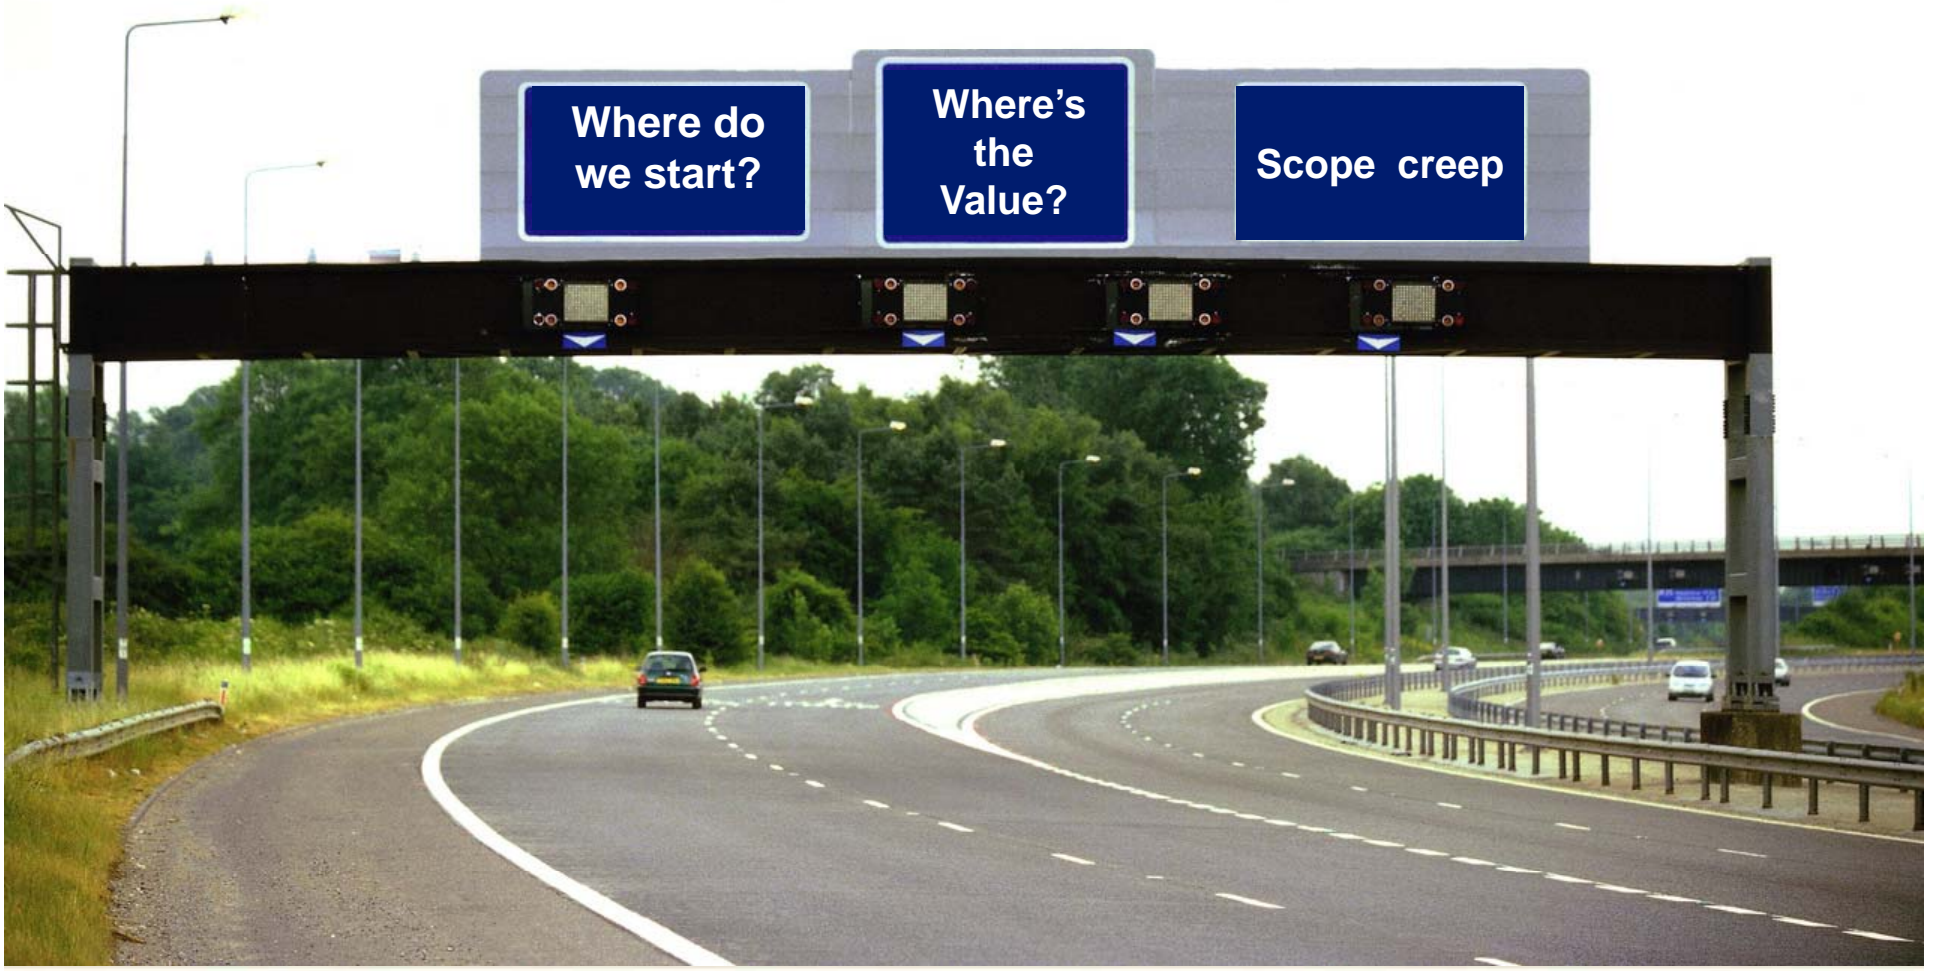 Where do
we start?
Where's
the
Value?
Scope creep